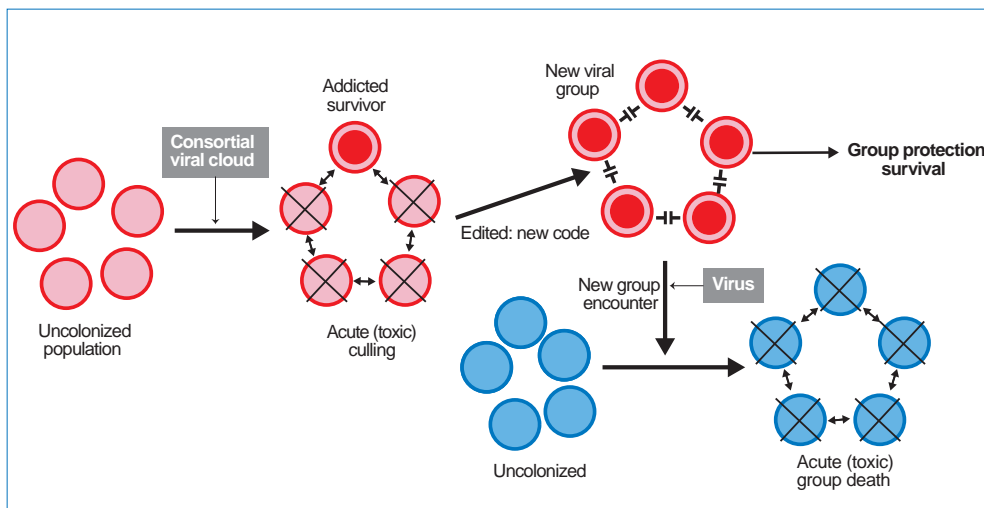 Uncolonized
population
Consortial
viral cloud
Addicted
survivor
Acute (toxic)
culling
Edited: new code
New viral
group
Group protection
survival
New group
encounter
Virus
Uncolonized
Acute (toxic)
group death